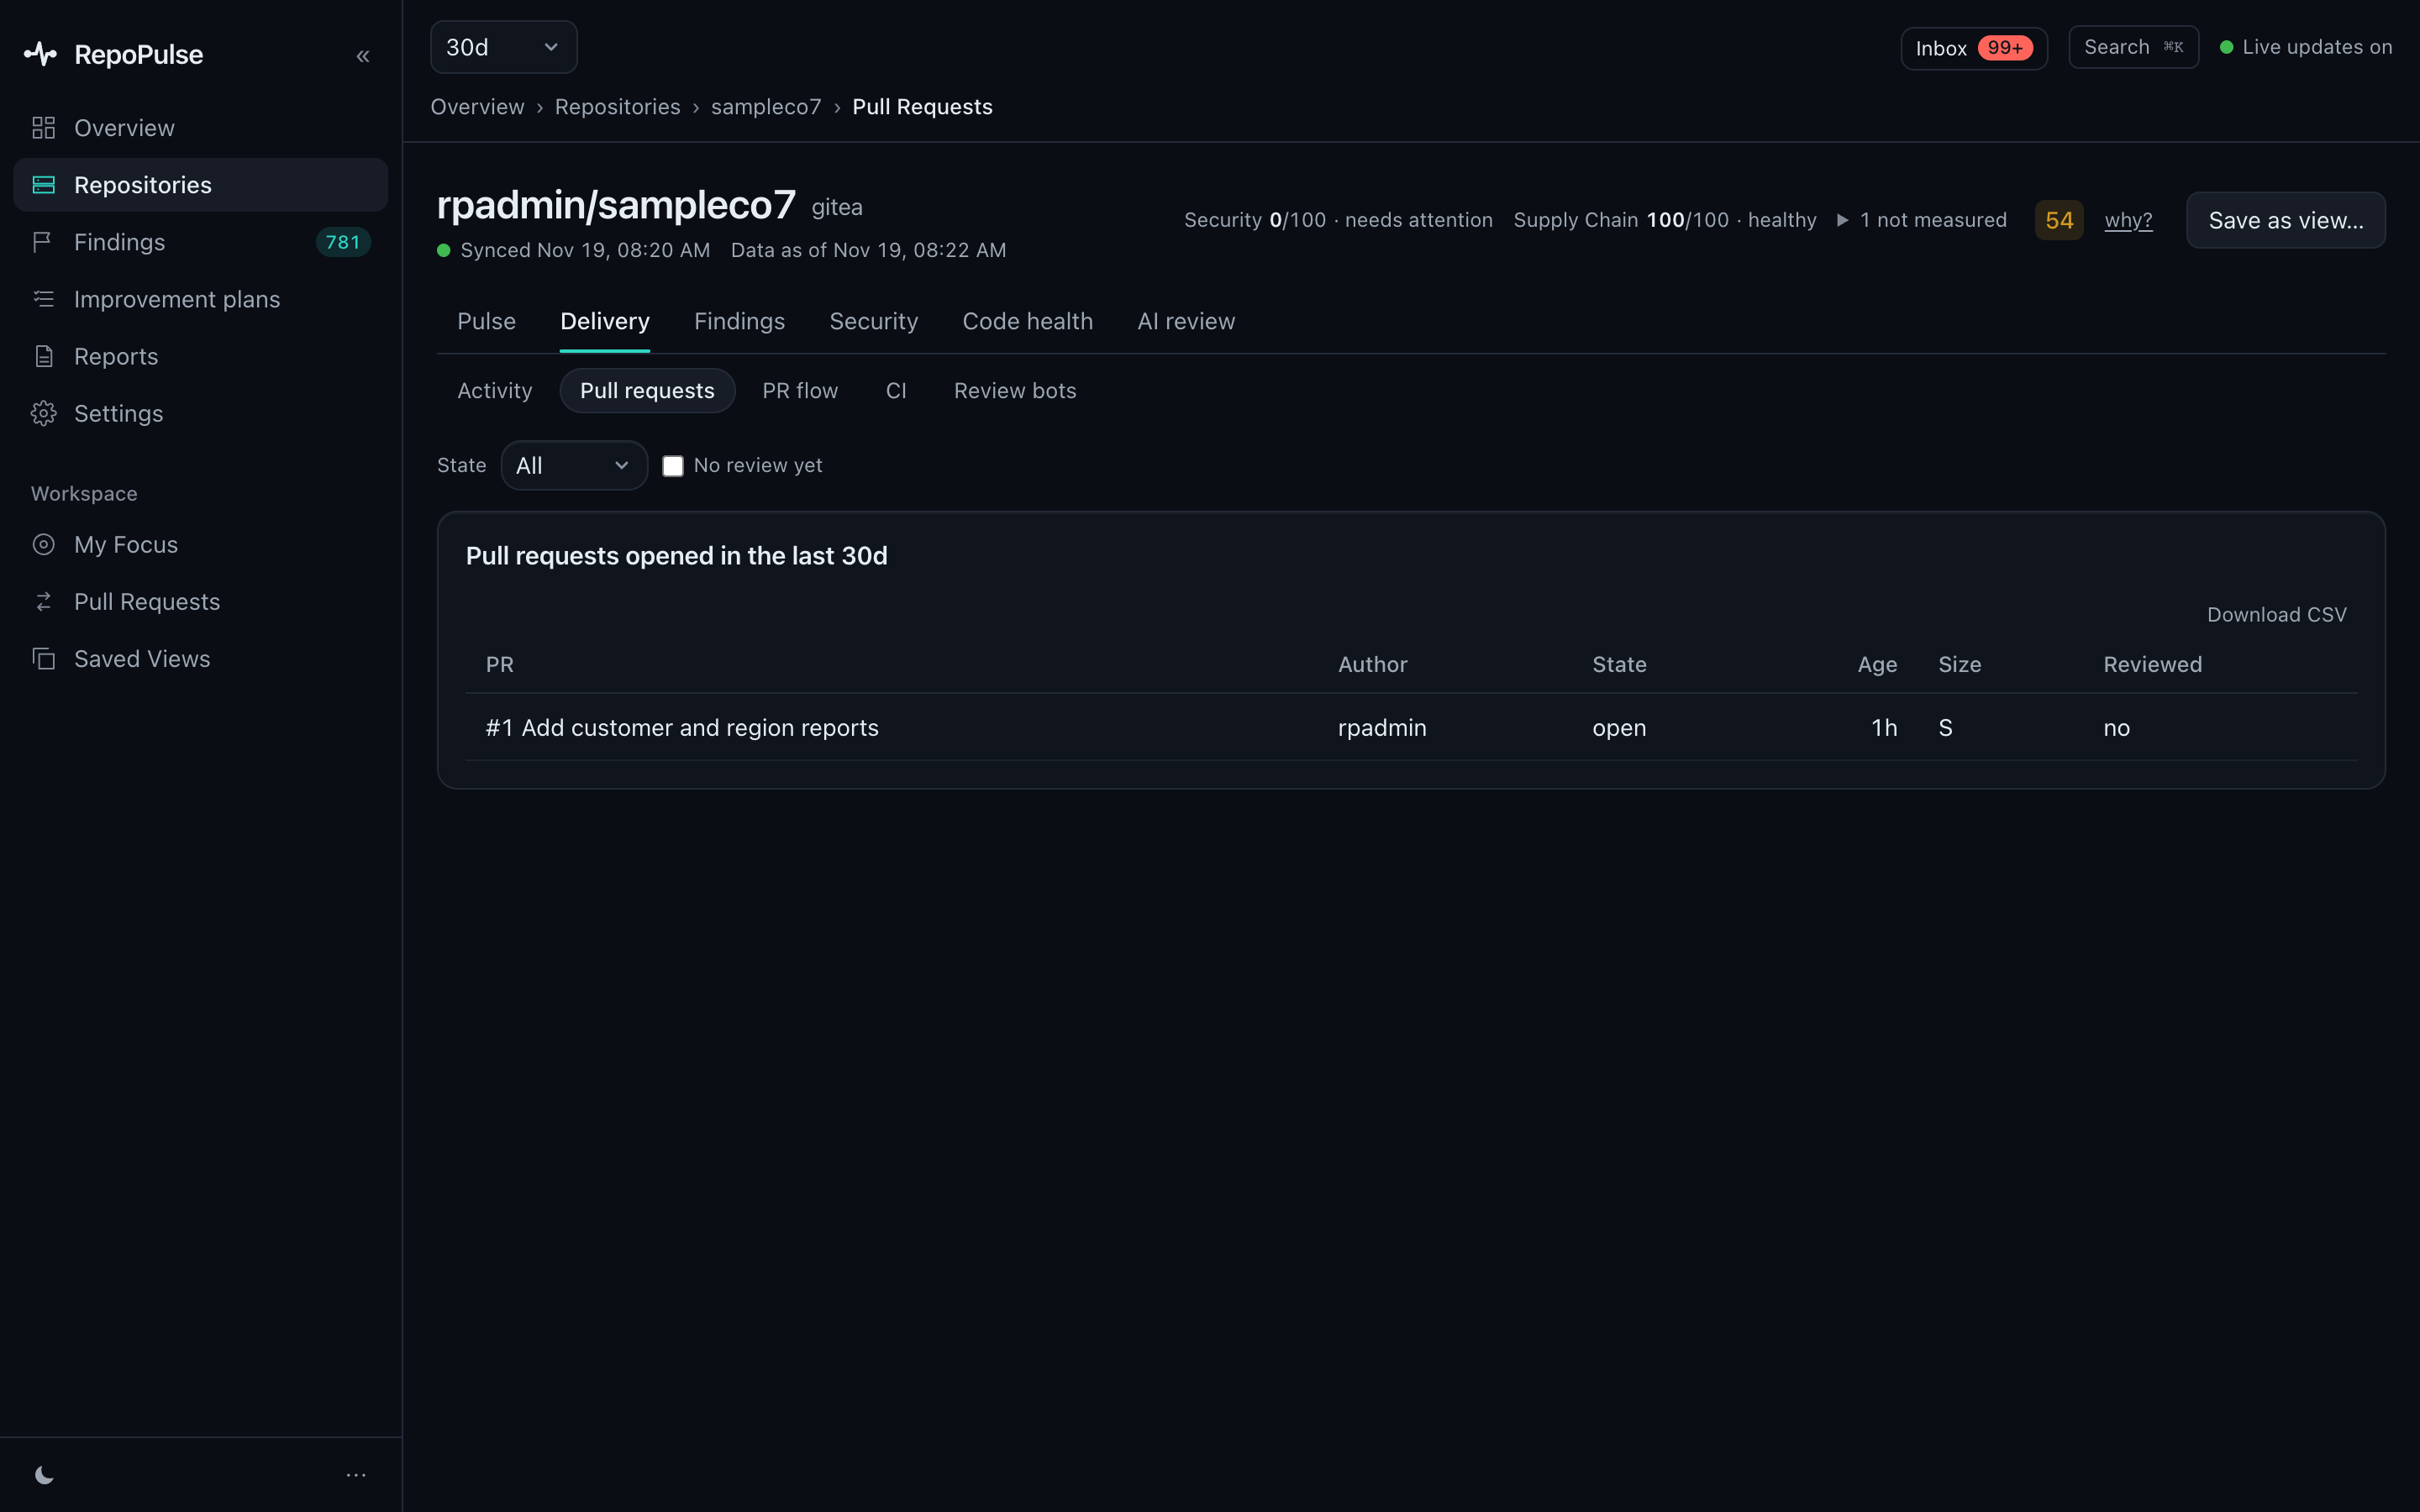 RepoPulse
«
Overview
Repositories
Findings 781
Improvement plans
Reports
Settings
Workspace
My Focus
Pull Requests
Saved Views
30d
Inbox 99+ Search ⌘K Live updates on
Overview › Repositories › sampleco7 › Pull Requests
rpadmin/sampleco7 gitea
Synced Nov 19, 08:20 AM Data as of Nov 19, 08:22 AM
Security 0/100 · needs attention Supply Chain 100/100 · healthy ▶ 1 not measured 54 why? Save as view...
Pulse Delivery Findings Security Code health AI review
Activity Pull requests PR flow CI Review bots
State All No review yet
Pull requests opened in the last 30d
Download CSV
PR Author State Age Size Reviewed
#1 Add customer and region reports rpadmin open 1h S no